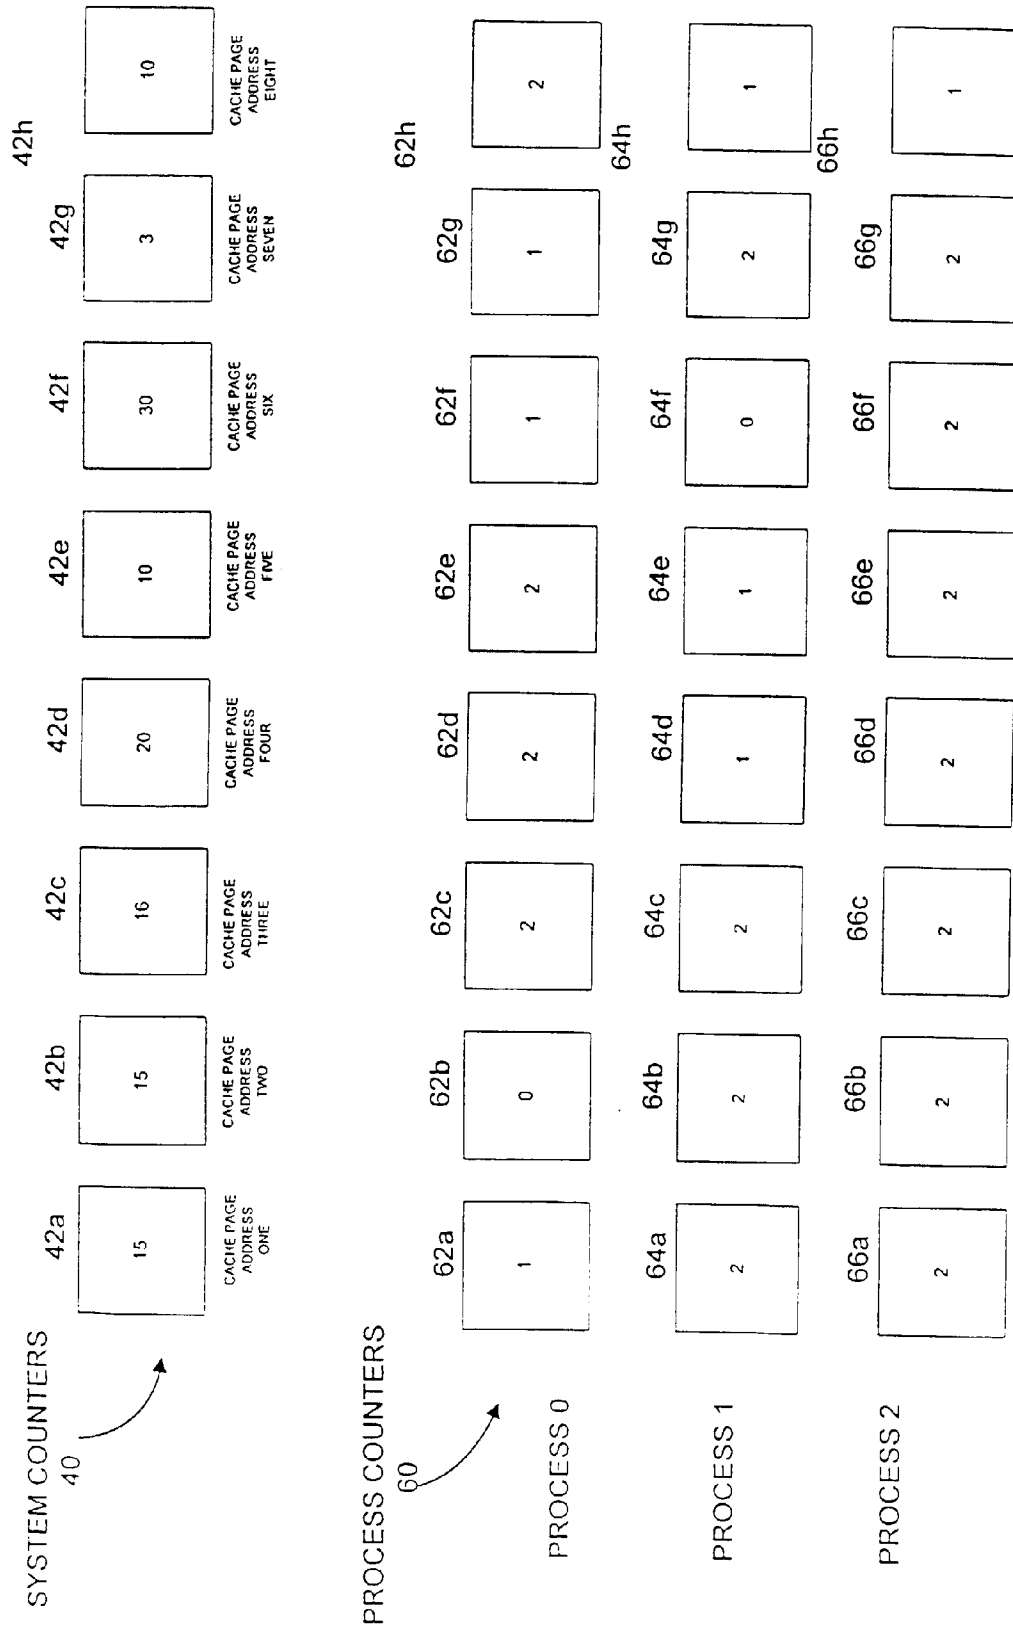 SYSTEM COUNTERS
40
42a
42b
42c
42d
42e
42f
42g
42h
15
15
16
20
10
30
3
10
CACHE PAGE
ADDRESS
ONE
CACHE PAGE
ADDRESS
TWO
CACHE PAGE
ADDRESS
THREE
CACHE PAGE
ADDRESS
FOUR
CACHE PAGE
ADDRESS
FIVE
CACHE PAGE
ADDRESS
SIX
CACHE PAGE
ADDRESS
SEVEN
CACHE PAGE
ADDRESS
EIGHT
PROCESS COUNTERS
60
62a
62b
62c
62d
62e
62f
62g
62h
PROCESS 0
1
0
2
2
2
1
1
2
64a
64b
64c
64d
64e
64f
64g
64h
PROCESS 1
2
2
2
1
1
0
2
1
66a
66b
66c
66d
66e
66f
66g
66h
PROCESS 2
2
2
2
2
2
2
2
1